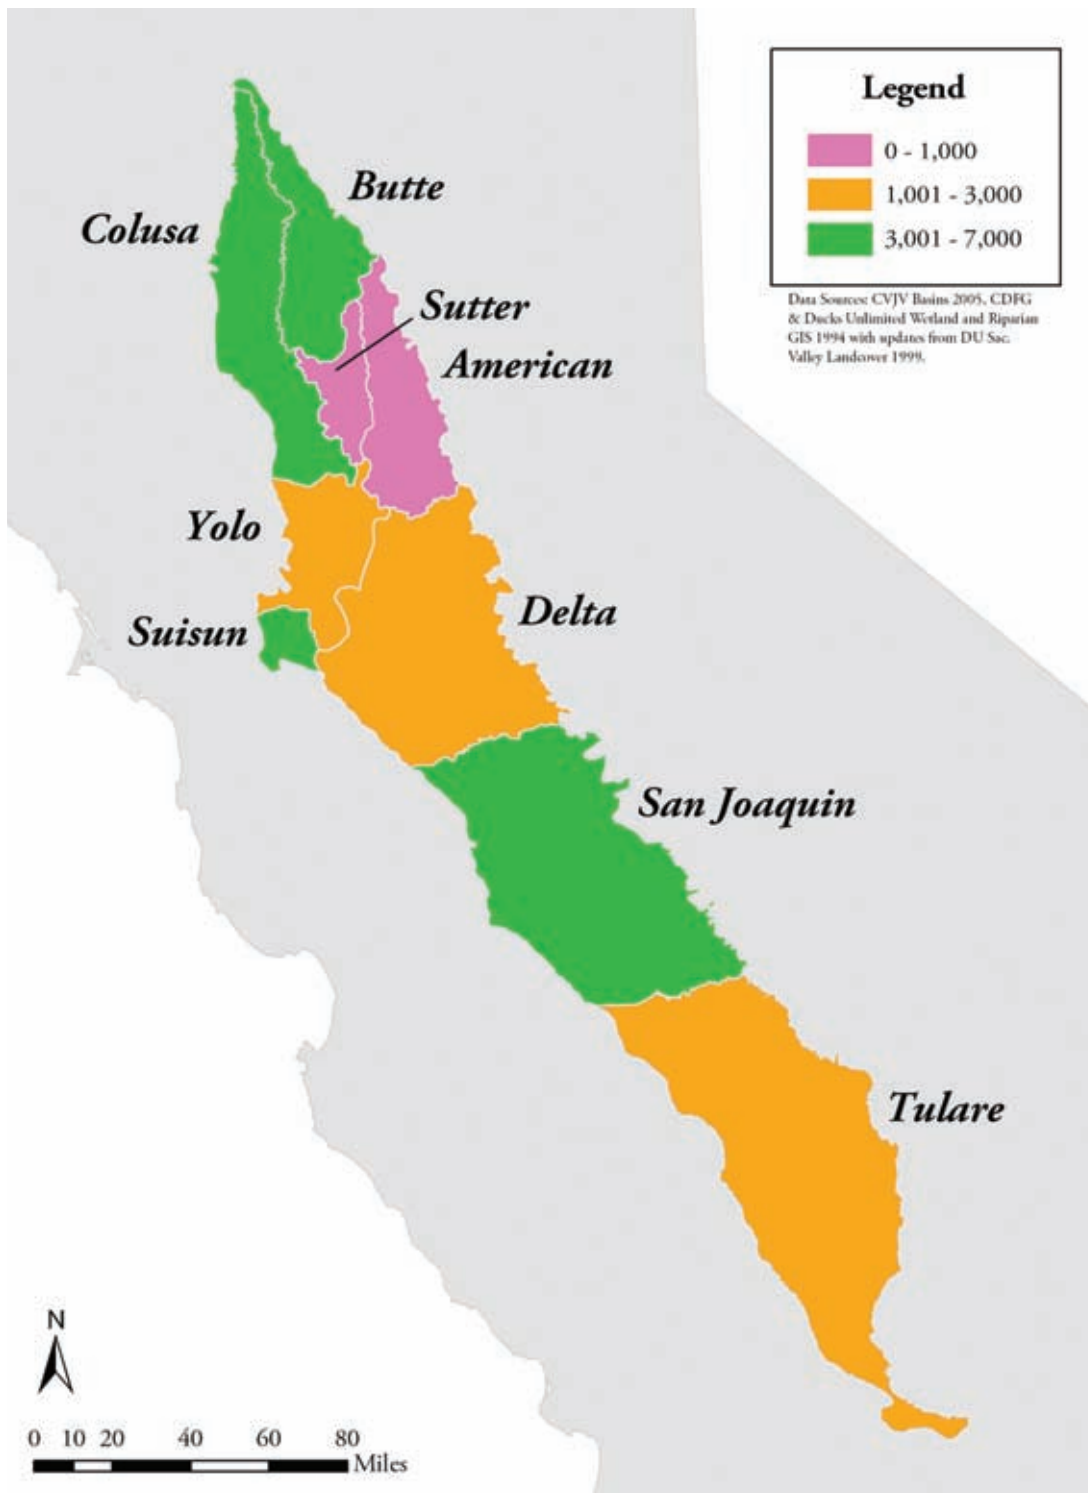 Legend
0 - 1,000
1,001 - 3,000
3,001 - 7,000
Data Sources: CVJV Basins 2005, CDFG
& Ducks Unlimited Wetland and Riparian
GIS 1994 with updates from DU Sac.
Valley Landcover 1999.
Butte
Colusa
Sutter
American
Yolo
Delta
Suisun
San Joaquin
Tulare
N
0 10 20 40 60 80
Miles